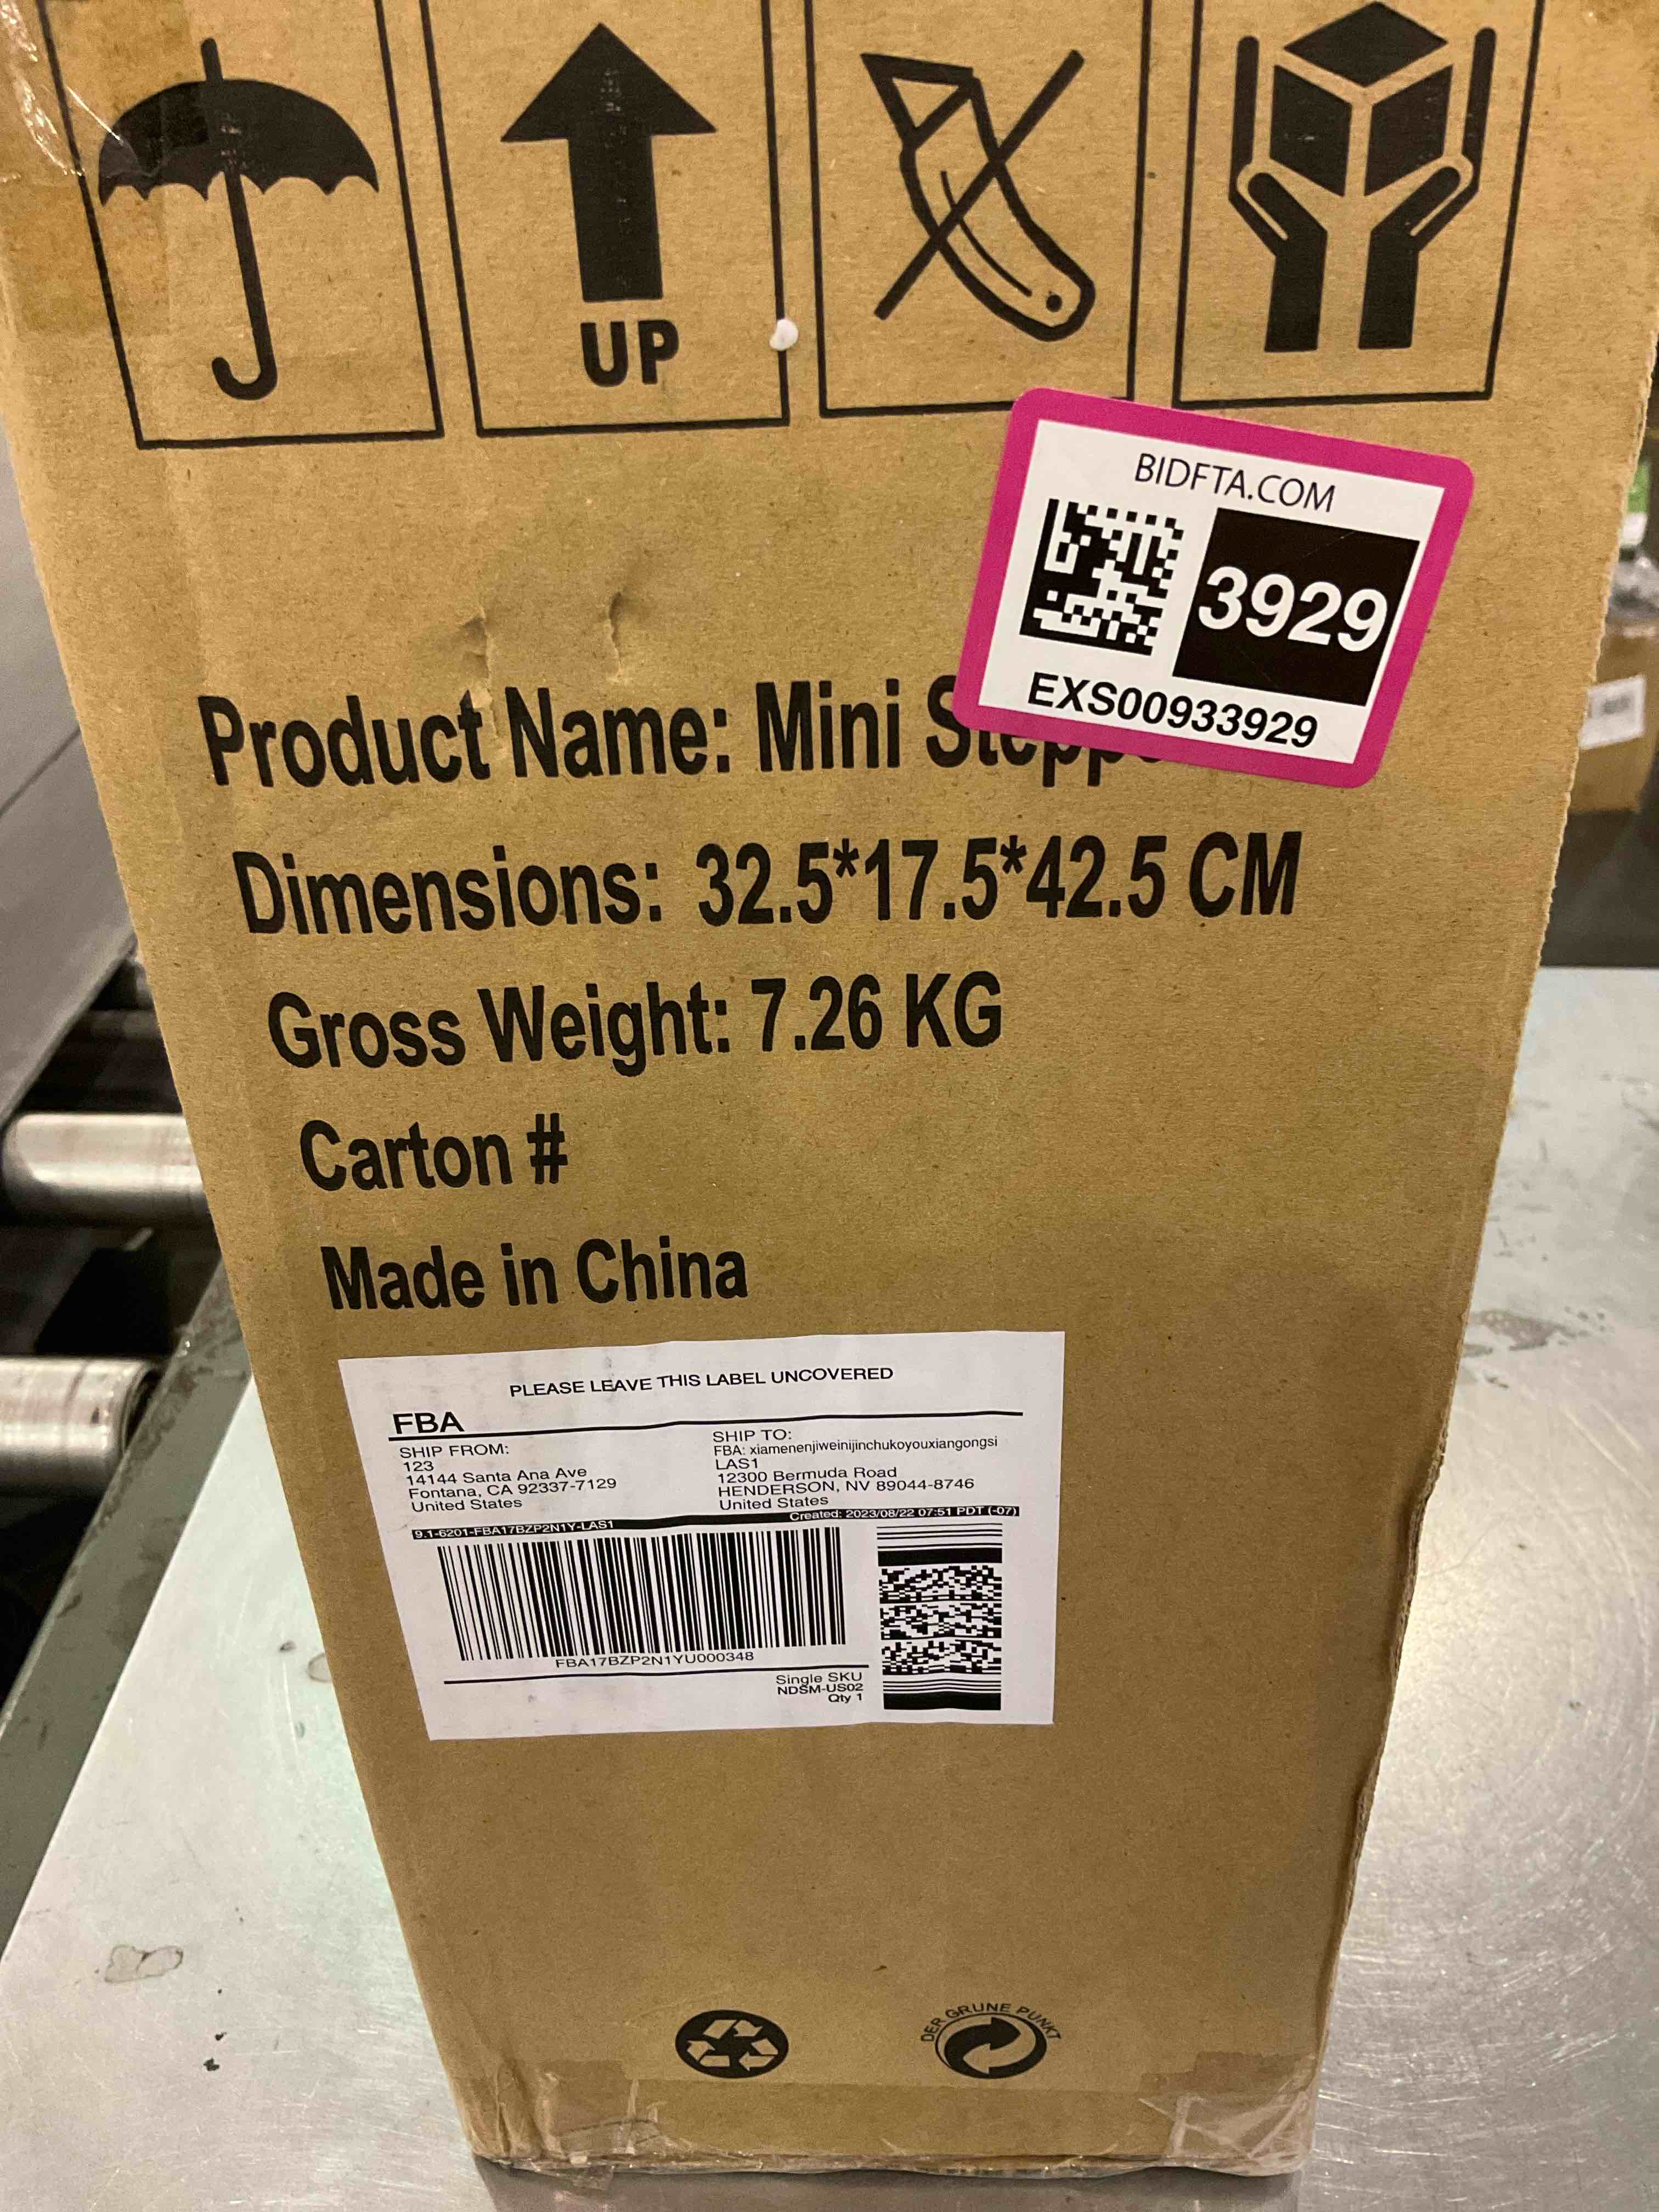 UP
BIDFTA.COM
3929
EXS00933929
Product Name: Mini
Dimensions: 32.5*17.5*42.5 CM
Gross Weight: 7.26 KG
Carton #
Made in China
PLEASE LEAVE THIS LABEL UNCOVERED
FBA
SHIP FROM:
123
14144 Santa Ana Ave
Fontana, CA 92337-7129
United States
SHIP TO:
FBA: xiamenenjiweinijinchukoyouxiangongsi
LAS1
12300 Bermuda Road
HENDERSON, NV 89044-8746
United States
Created: 2023/08/22 07:51 PDT (-07)
9.1-6201-FBA17BZP2N1Y-LAS1
FBA17BZP2N1YU000348
Single SKU
NDSM-US02
Qty 1
DER GRUNE PUNKT